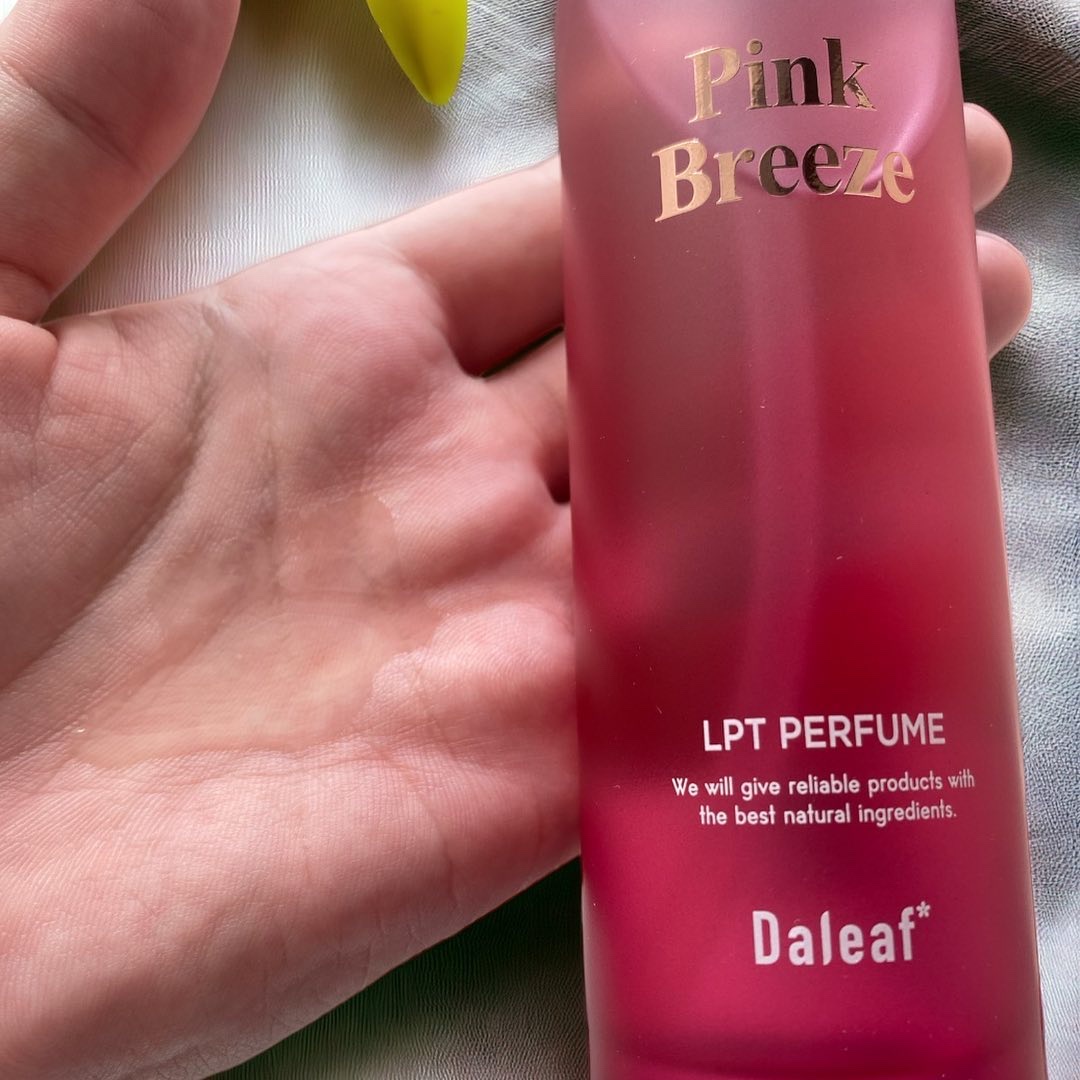 Pink
Breeze
LPT PERFUME
We will give reliable products with
the best natural ingredients.
Daleaf*